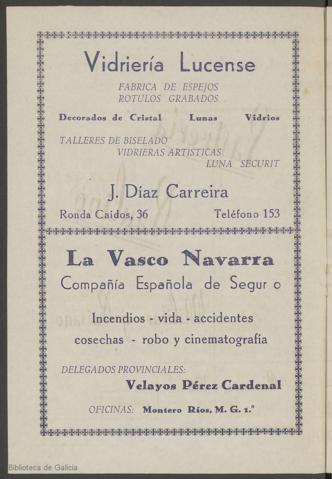 Vidriería Lucense
FABRICA DE ESPEJOS
ROTULOS GRABADOS
Decorados de Cristal Lunas Vidrios
TALLERES DE BISELADO
VIDRIERAS ARTISTICAS
LUNA SECURIT
J. Díaz Carreira
Ronda Caídos, 36 Teléfono 153
La Vasco Navarra
Compañía Española de Segur o
Incendios - vida - accidentes
cosechas - robo y cinematografía
DELEGADOS PROVINCIALES:
Velayos Pérez Cardenal
OFICINAS: Montero Ríos, M. G. 1.º
Biblioteca de Galicia